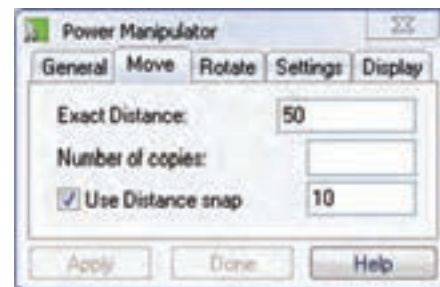 Power Manipulator
General Move Rotate Settings Display
Exact Distance: 50
Number of copies:
Use Distance snap 10
Apply Done Help